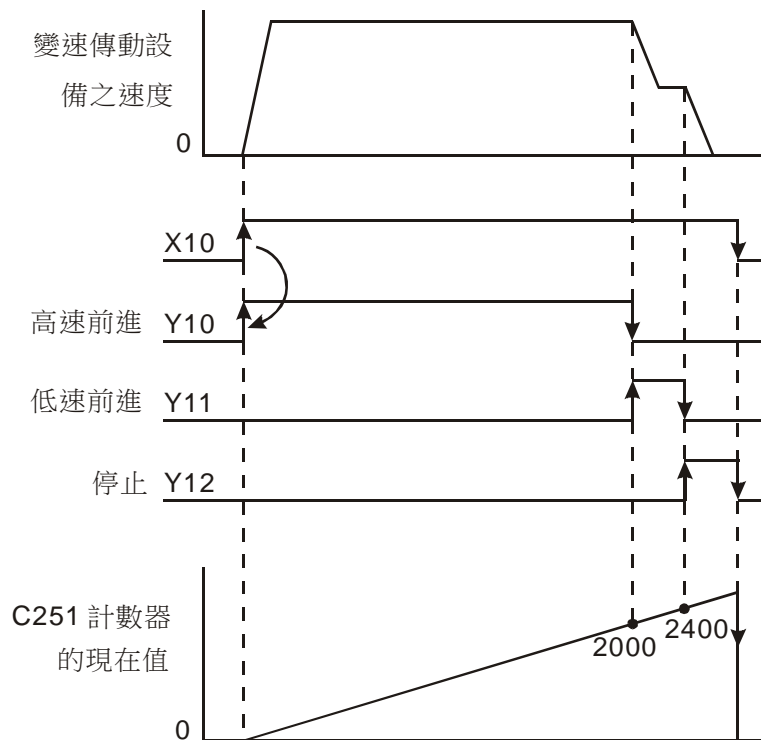 變速傳動設
備之速度
0
X10
高速前進 Y10
低速前進 Y11
停止 Y12
C251 計數器
的現在值
2000
2400
0